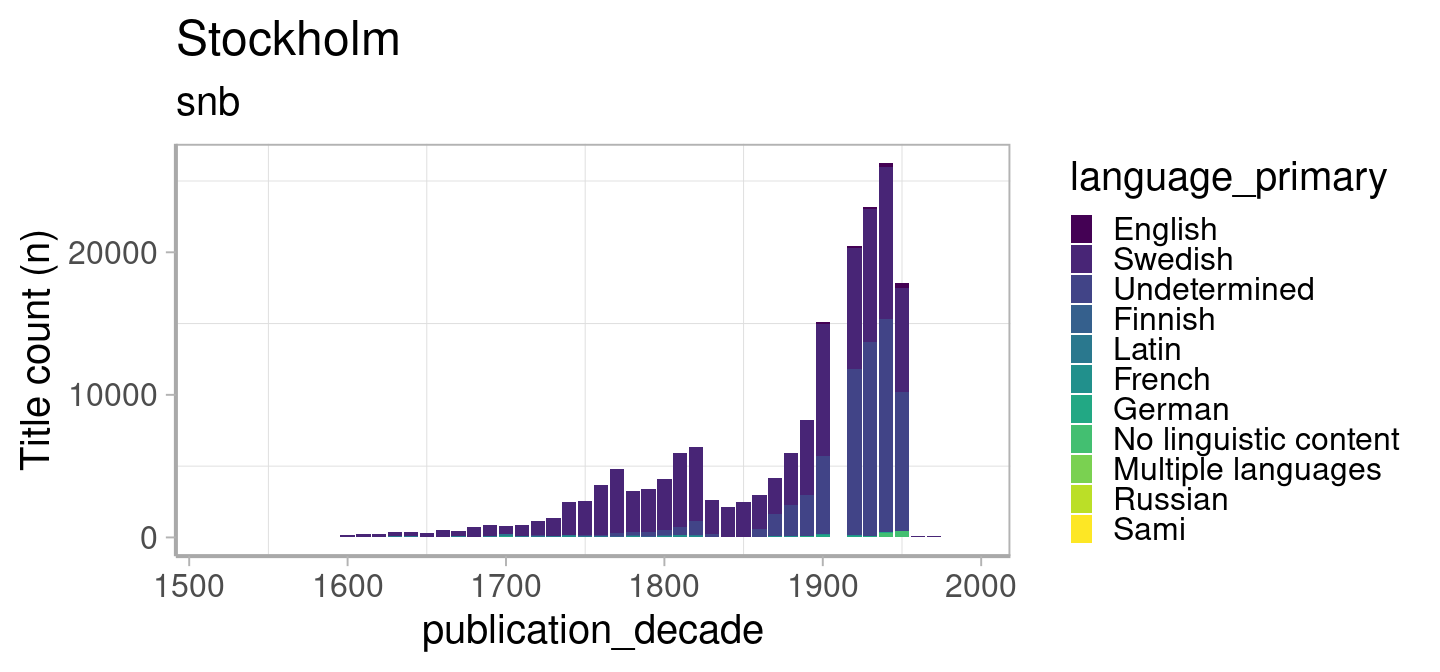 Stockholm
snb
Title count (n)
20000
10000
0
1500 1600 1700 1800 1900 2000
publication_decade
language_primary
English
Swedish
Undetermined
Finnish
Latin
French
German
No linguistic content
Multiple languages
Russian
Sami